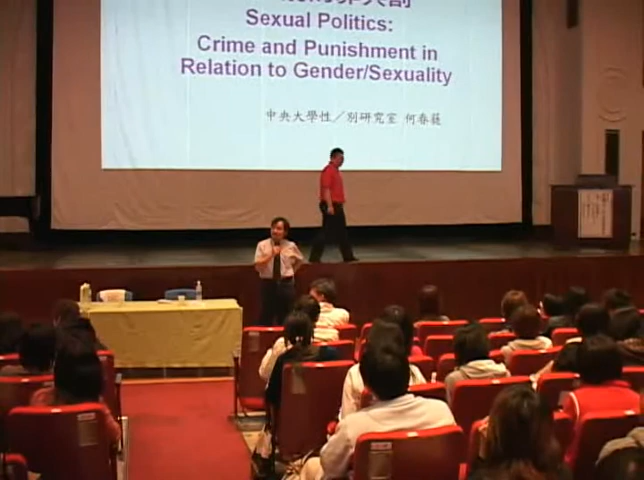 Sexual Politics:
Crime and Punishment in
Relation to Gender/Sexuality
中央大學性／別研究室 何春蕤